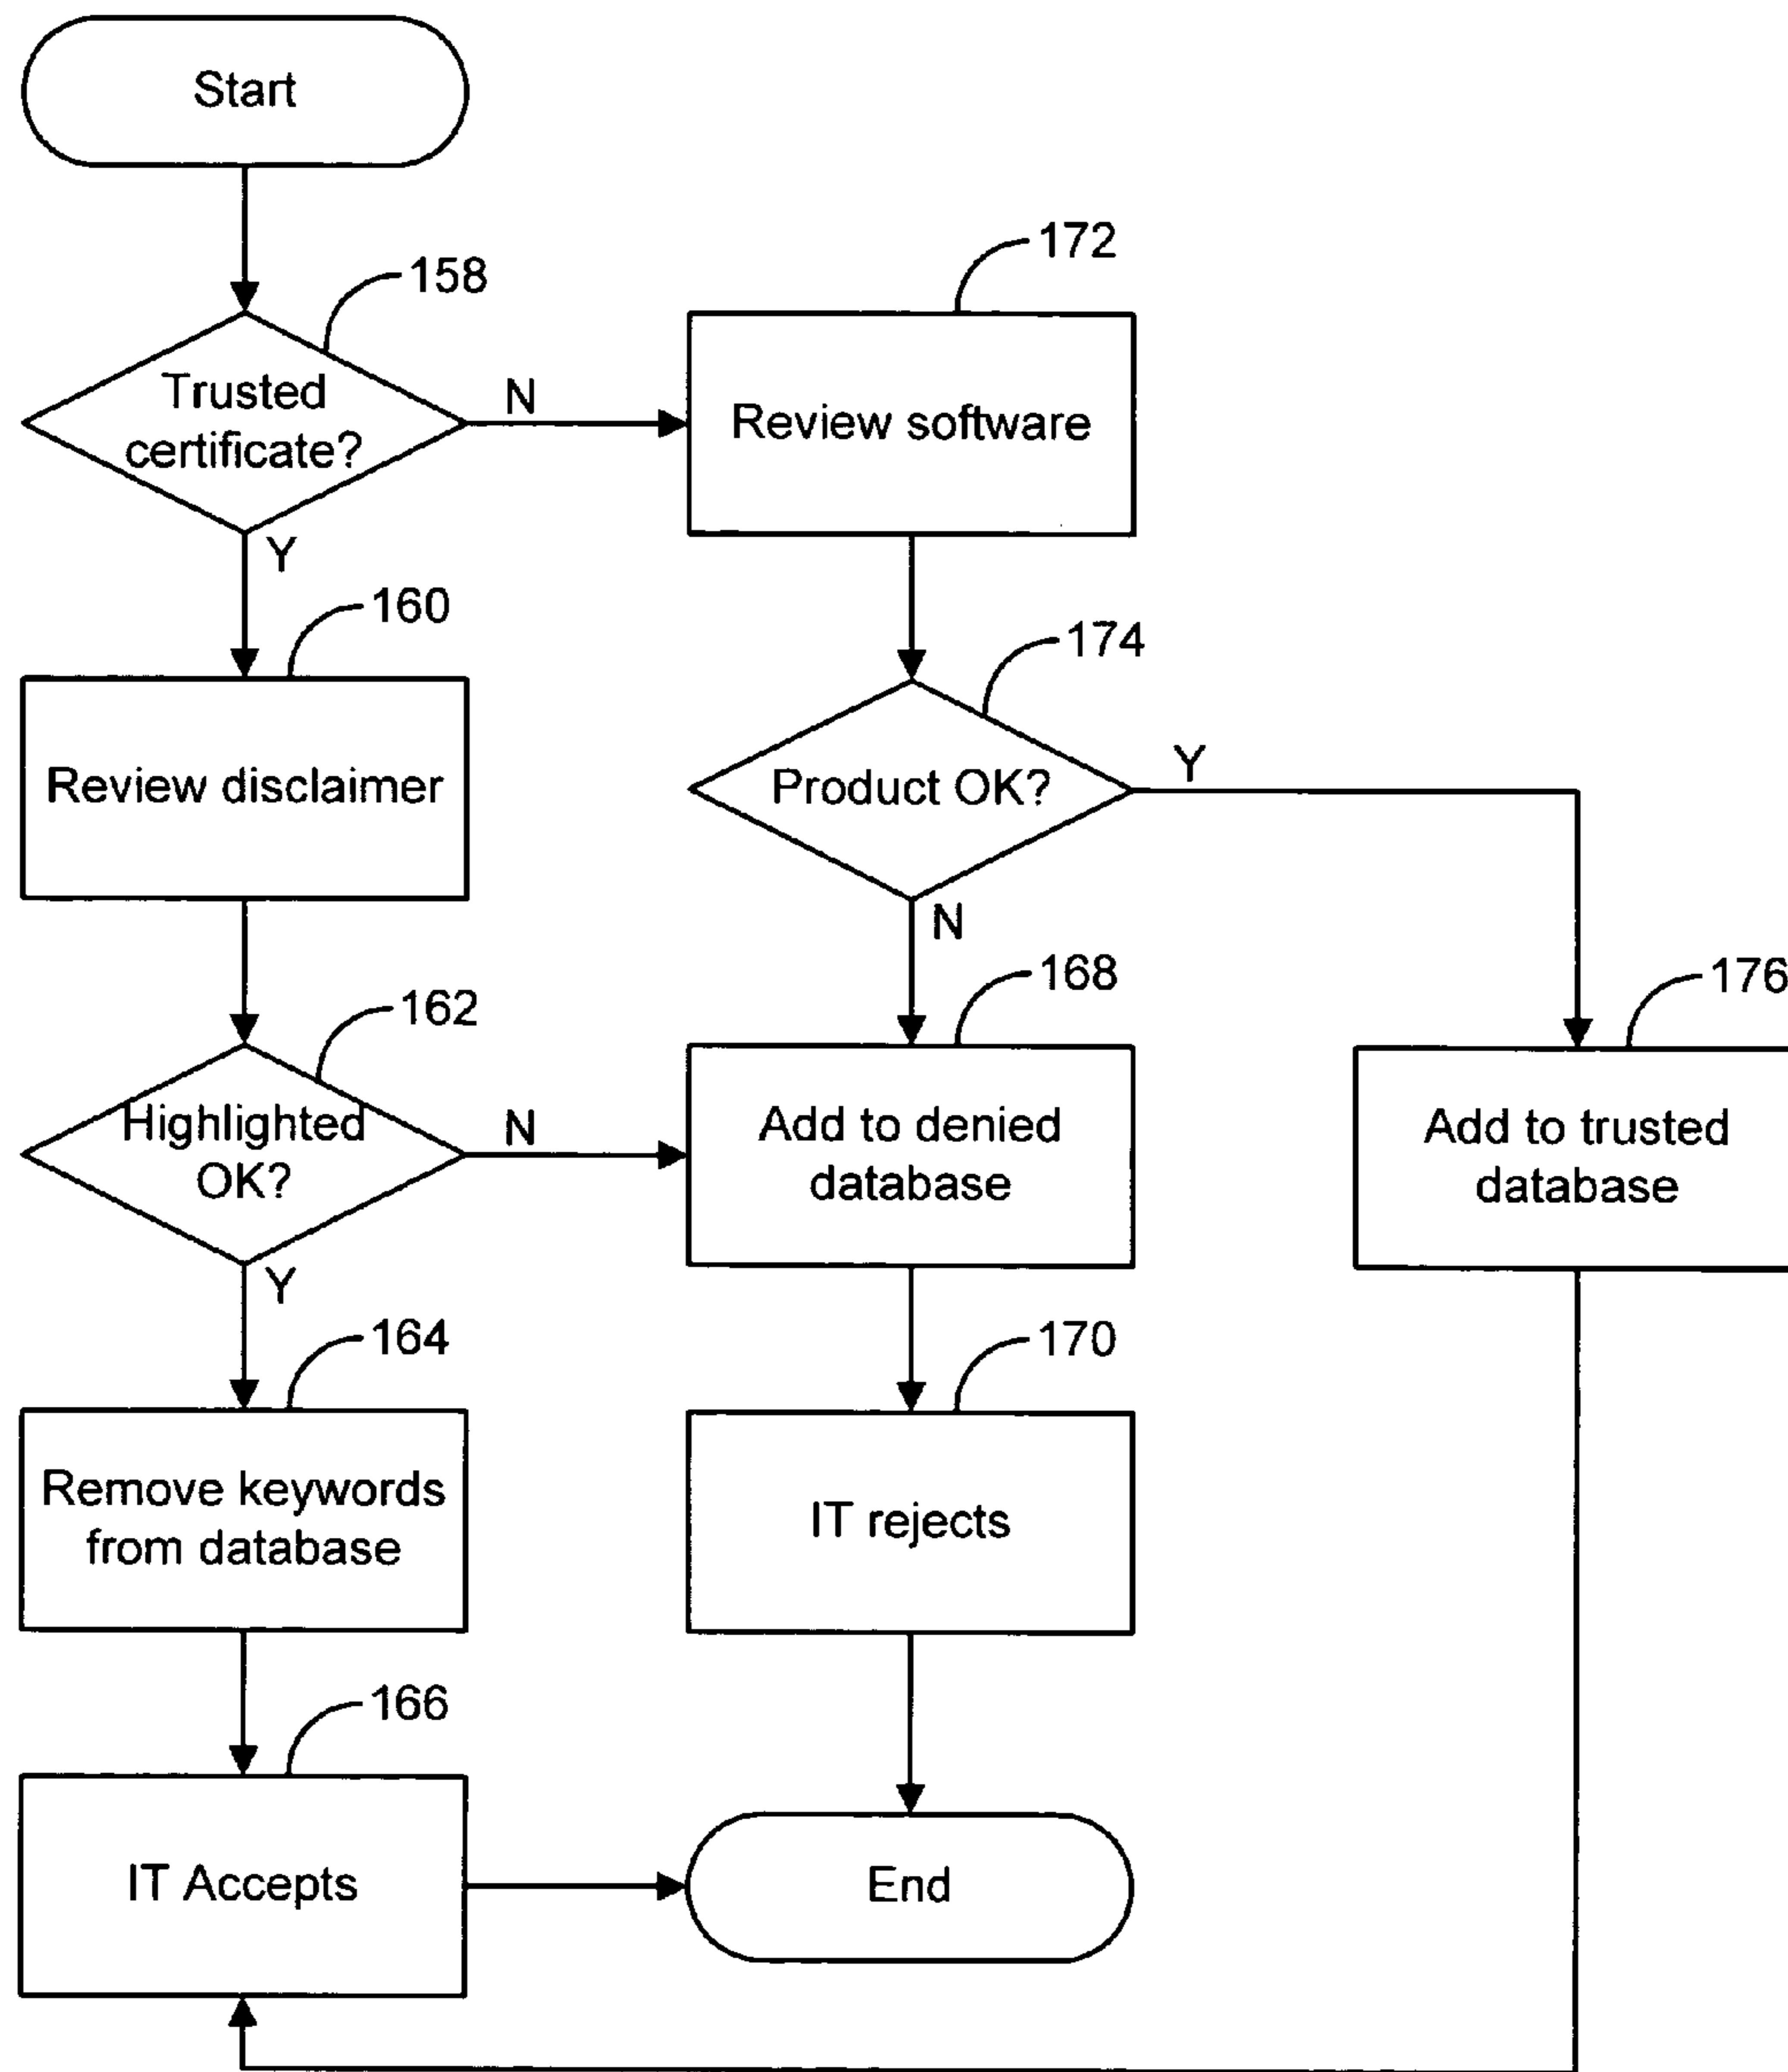 Start
158
Trusted
certificate?
N
Y
172
Review software
160
Review disclaimer
174
Product OK?
Y
N
162
Highlighted
OK?
N
Y
168
Add to denied
database
176
Add to trusted
database
164
Remove keywords
from database
170
IT rejects
166
IT Accepts
End